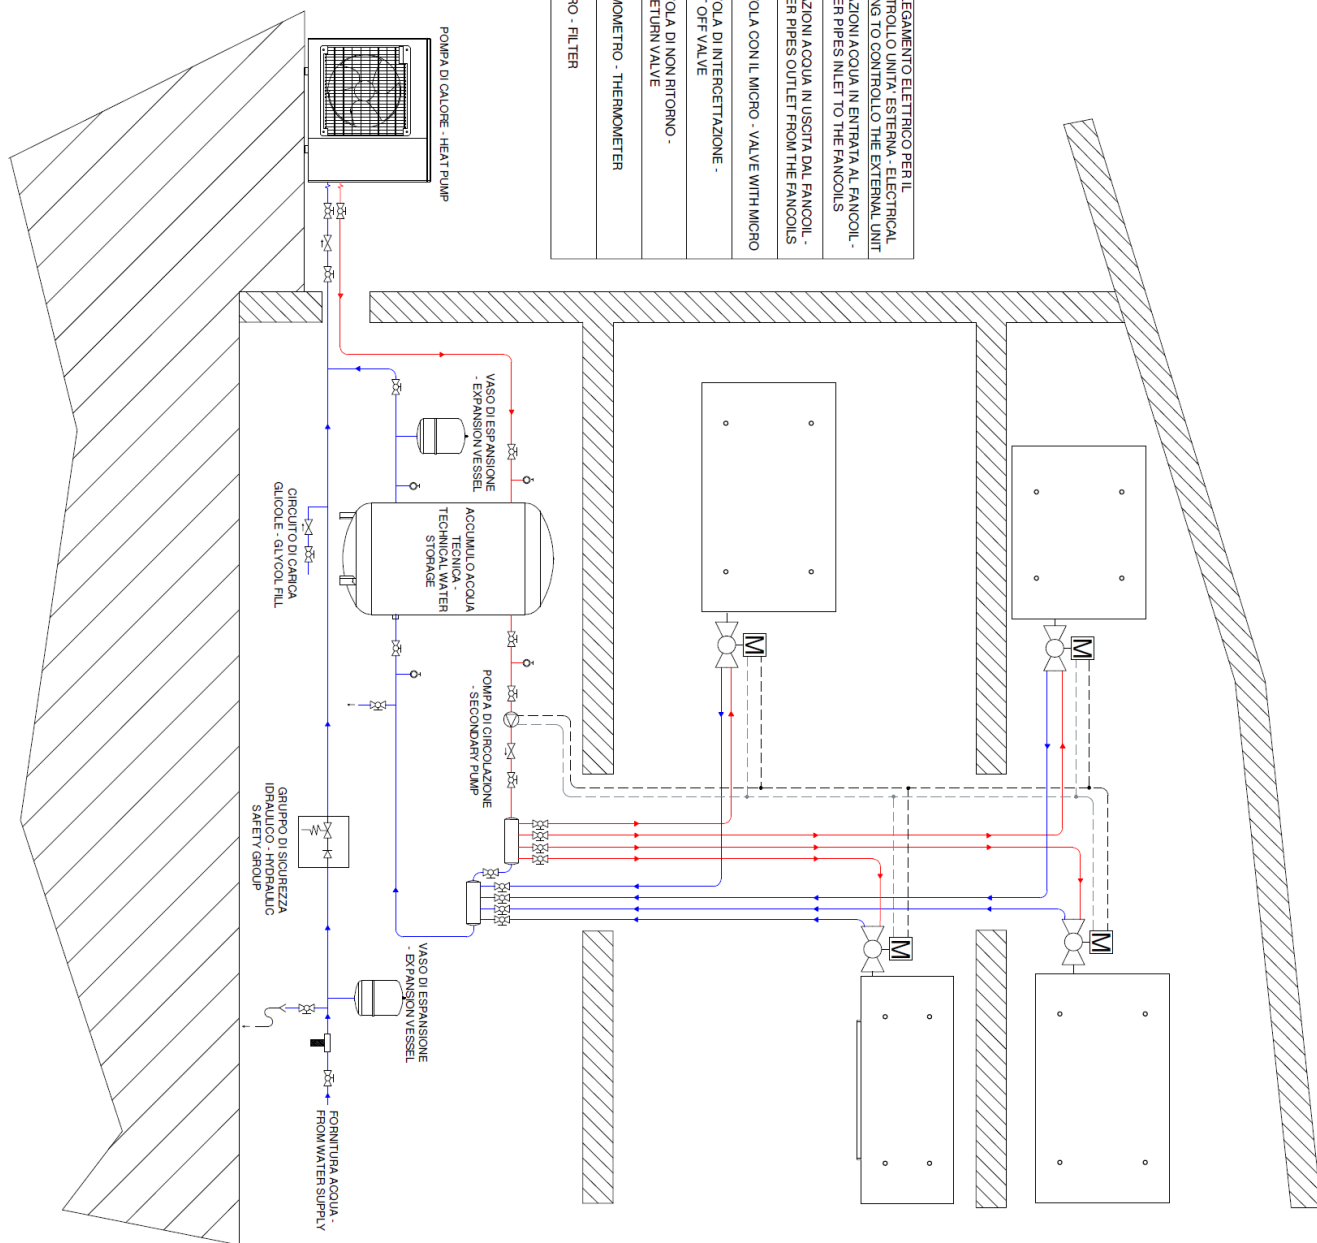 LEGAMENTO ELETTRICO PER IL
TROLLO UNITA' ESTERNA - ELECTRICAL
NG TO CONTROLLO THE EXTERNAL UNIT
AZIONI ACQUA IN ENTRATA AL FANCOIL -
ER PIPES INLET TO THE FANCOILS
AZIONI ACQUA IN USCITA DAL FANCOIL -
ER PIPES OUTLET FROM THE FANCOILS
OLA CON IL MICRO - VALVE WITH MICRO
OLA DI INTERCETTAZIONE -
T OFF VALVE
OLA DI NON RITORNO -
ETURN VALVE
MOMETRO - THERMOMETER
RO - FILTER
POMPA DI CALORE - HEAT PUMP
VASO DI ESPANSIONE
- EXPANSION VESSEL
ACCUMULO ACQUA
TECNICA -
TECHNICAL WATER
STORAGE
CIRCUITO DI CARICA
GLICOLE - GLYCOL FILL
POMPA DI CIRCOLAZIONE
- SECONDARY PUMP
GRUPPO DI SICUREZZA
IDRAULICO - HYDRAULIC
SAFETY GROUP
VASO DI ESPANSIONE
- EXPANSION VESSEL
FORNITURA ACQUA -
FROM WATER SUPPLY
M
M
M
M